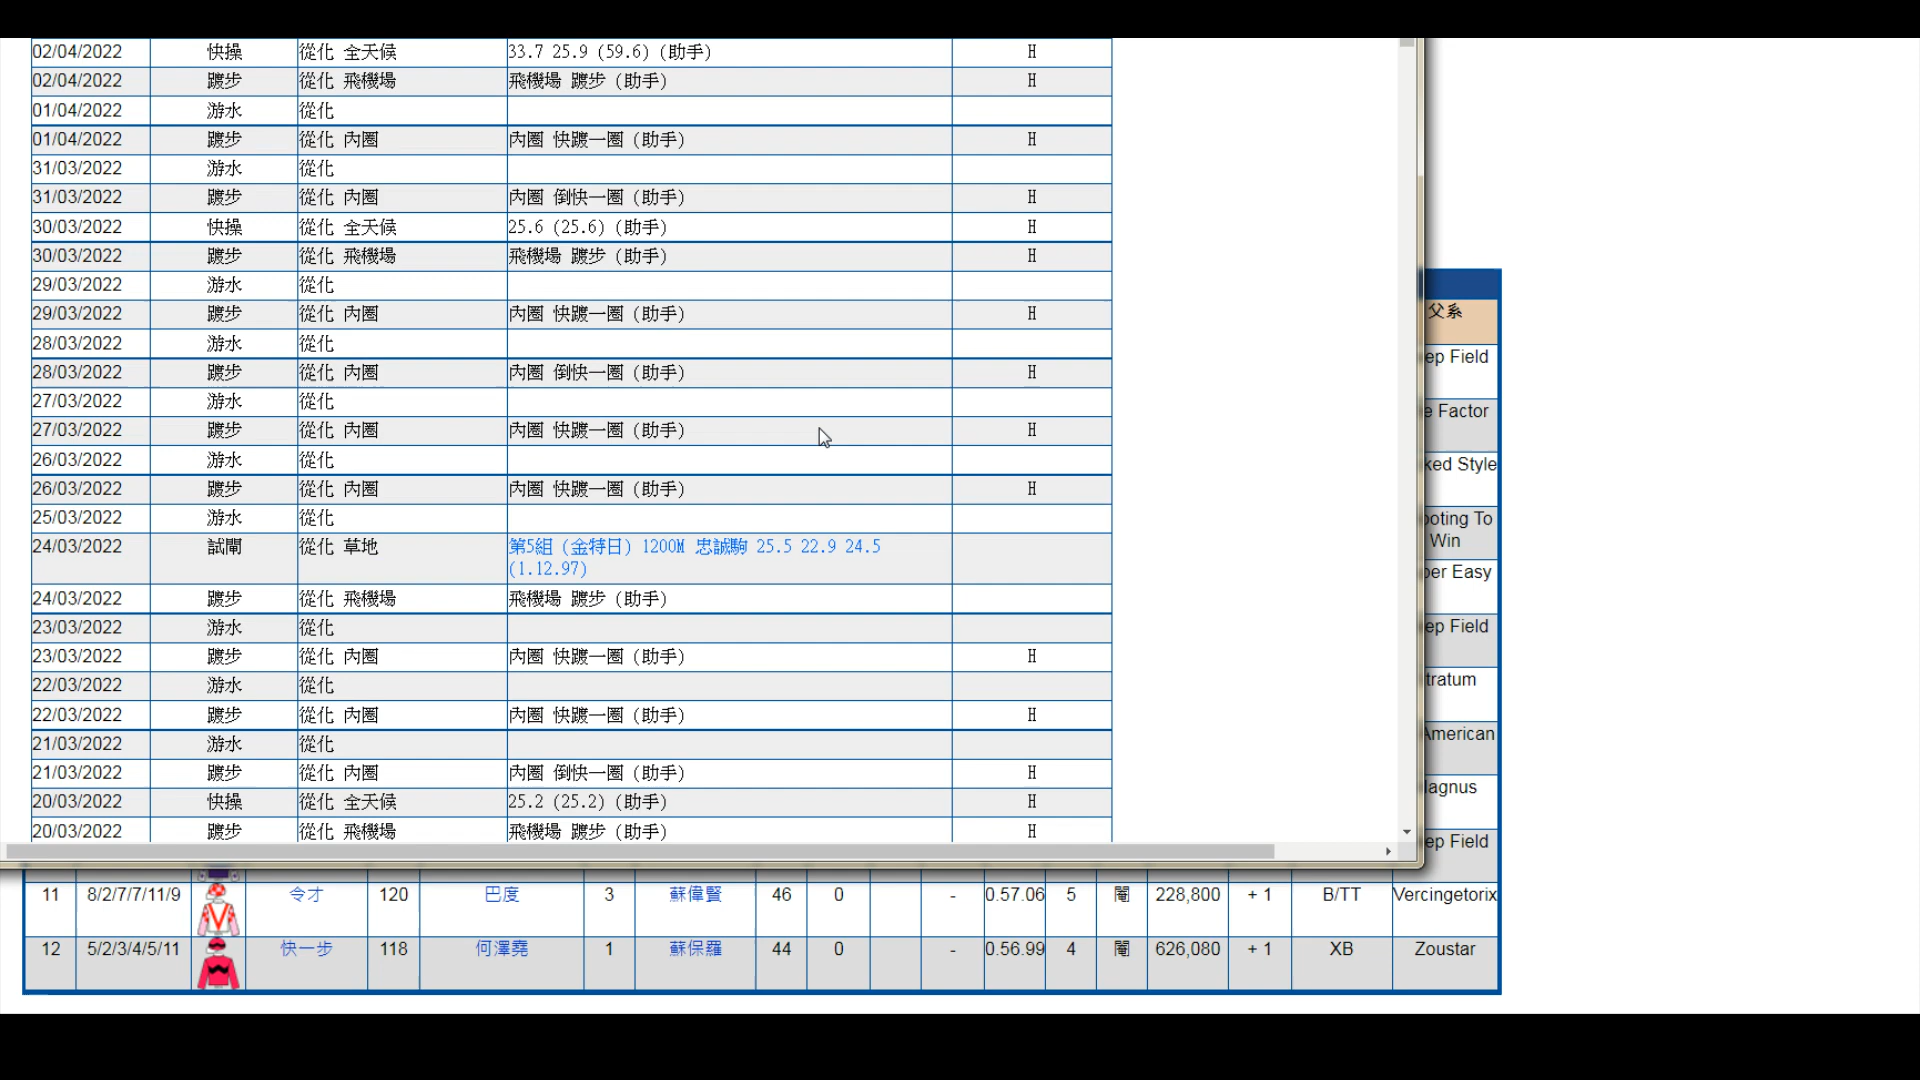 02/04/2022 快操 從化 全天候 33.7 25.9 (59.6) (助手) H
02/04/2022 踱步 從化 飛機場 飛機場 踱步 (助手) H
01/04/2022 游水 從化
01/04/2022 踱步 從化 內圈 內圈 快踱一圈 (助手) H
31/03/2022 游水 從化
31/03/2022 踱步 從化 內圈 內圈 倒快一圈 (助手) H
30/03/2022 快操 從化 全天候 25.6 (25.6) (助手) H
30/03/2022 踱步 從化 飛機場 飛機場 踱步 (助手) H
29/03/2022 游水 從化
29/03/2022 踱步 從化 內圈 內圈 快踱一圈 (助手) H
父系
28/03/2022 游水 從化
ep Field
28/03/2022 踱步 從化 內圈 內圈 倒快一圈 (助手) H
27/03/2022 游水 從化
e Factor
27/03/2022 踱步 從化 內圈 內圈 快踱一圈 (助手) H
26/03/2022 游水 從化
ked Style
26/03/2022 踱步 從化 內圈 內圈 快踱一圈 (助手) H
25/03/2022 游水 從化
ooting To
Win
24/03/2022 試閘 從化 草地 第5組 (金特日) 1200M 忠誠駒 25.5 22.9 24.5
(1.12.97)
per Easy
24/03/2022 踱步 從化 飛機場 飛機場 踱步 (助手)
23/03/2022 游水 從化
ep Field
23/03/2022 踱步 從化 內圈 內圈 快踱一圈 (助手) H
22/03/2022 游水 從化
tratum
22/03/2022 踱步 從化 內圈 內圈 快踱一圈 (助手) H
21/03/2022 游水 從化
American
21/03/2022 踱步 從化 內圈 內圈 倒快一圈 (助手) H
agnus
20/03/2022 快操 從化 全天候 25.2 (25.2) (助手) H
20/03/2022 踱步 從化 飛機場 飛機場 踱步 (助手) H
ep Field
11 8/2/7/7/11/9 令才 120 巴度 3 蘇偉賢 46 0 - 0.57.06 5 閹 228,800 + 1 B/TT Vercingetorix
12 5/2/3/4/5/11 快一步 118 何澤堯 1 蘇保羅 44 0 - 0.56.99 4 閹 626,080 + 1 XB Zoustar